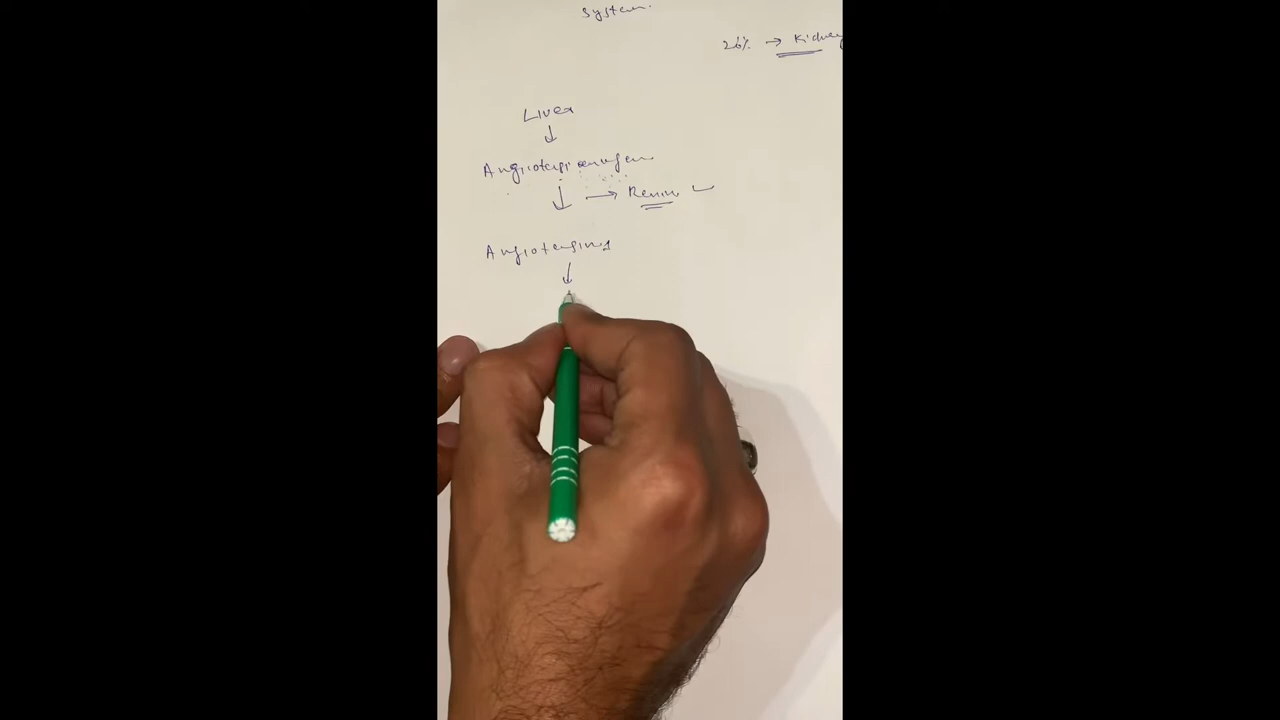 System.
26% → Kidney
Liver
↓
Angiotensinogen
↓ → Renin ✓
Angiotensin 1
↓